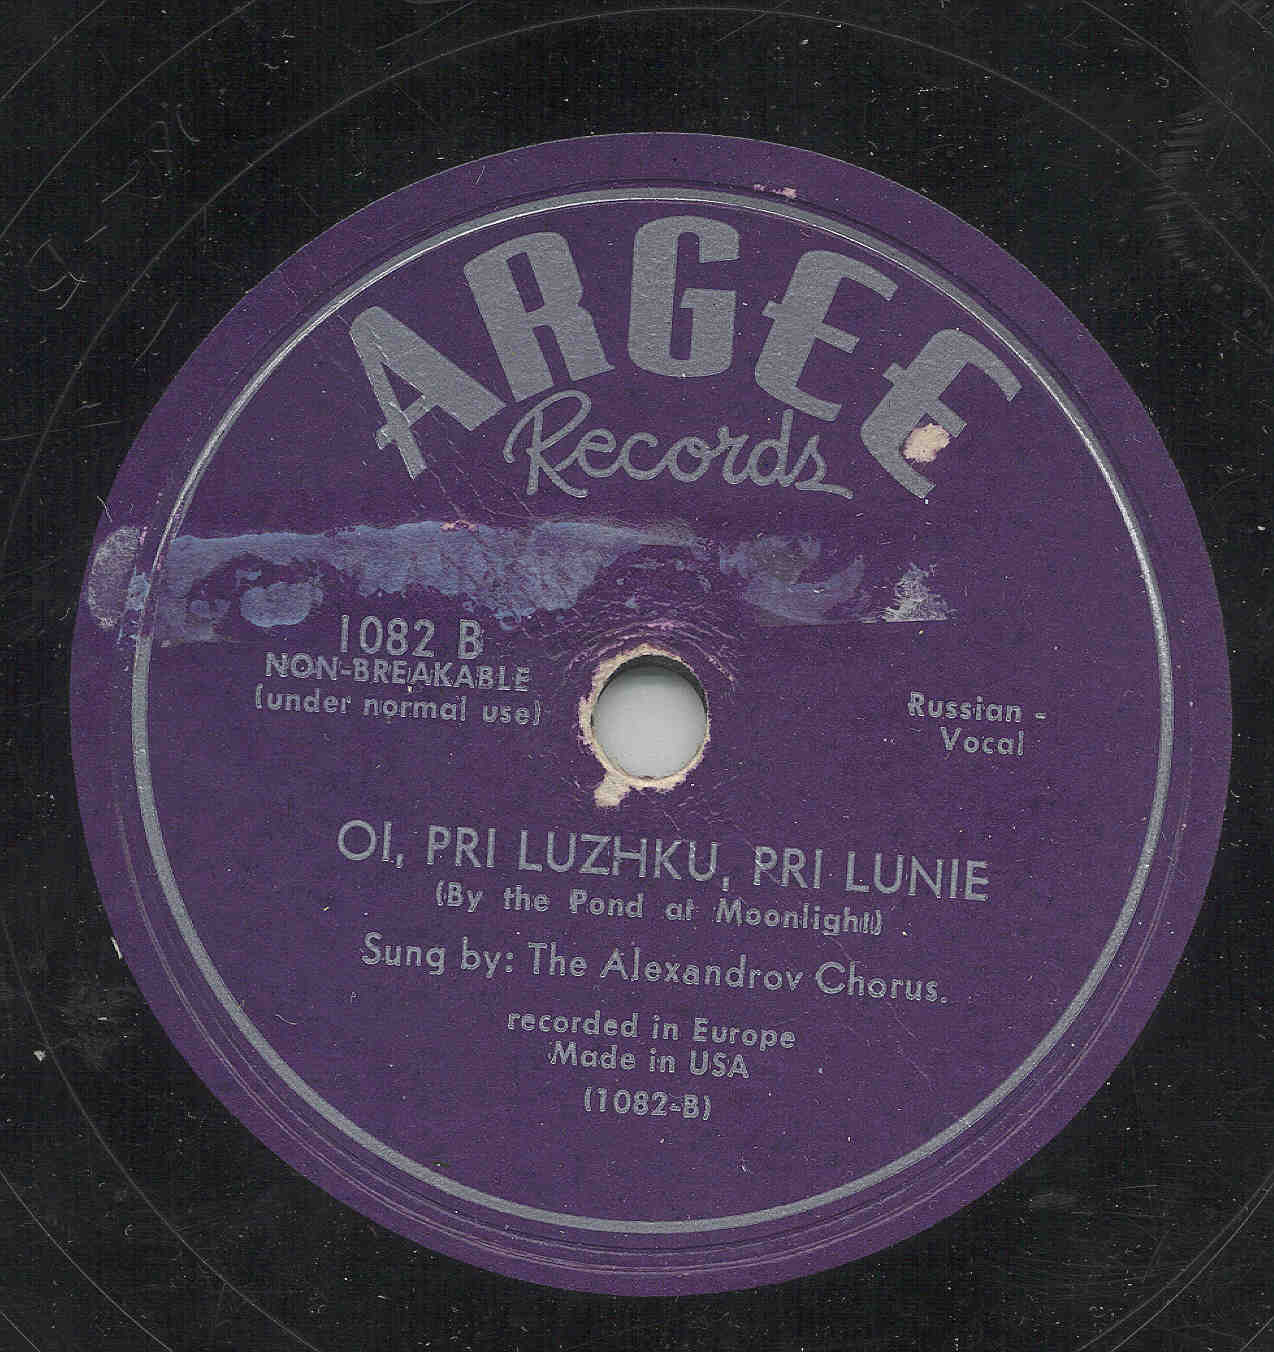 ARGEE
Records
1082 B
NON-BREAKABLE
(under normal use)
Russian -
Vocal
OI, PRI LUZHKU, PRI LUNIE
(By the Pond at Moonlight)
Sung by: The Alexandrov Chorus.
recorded in Europe
Made in USA
(1082-B)